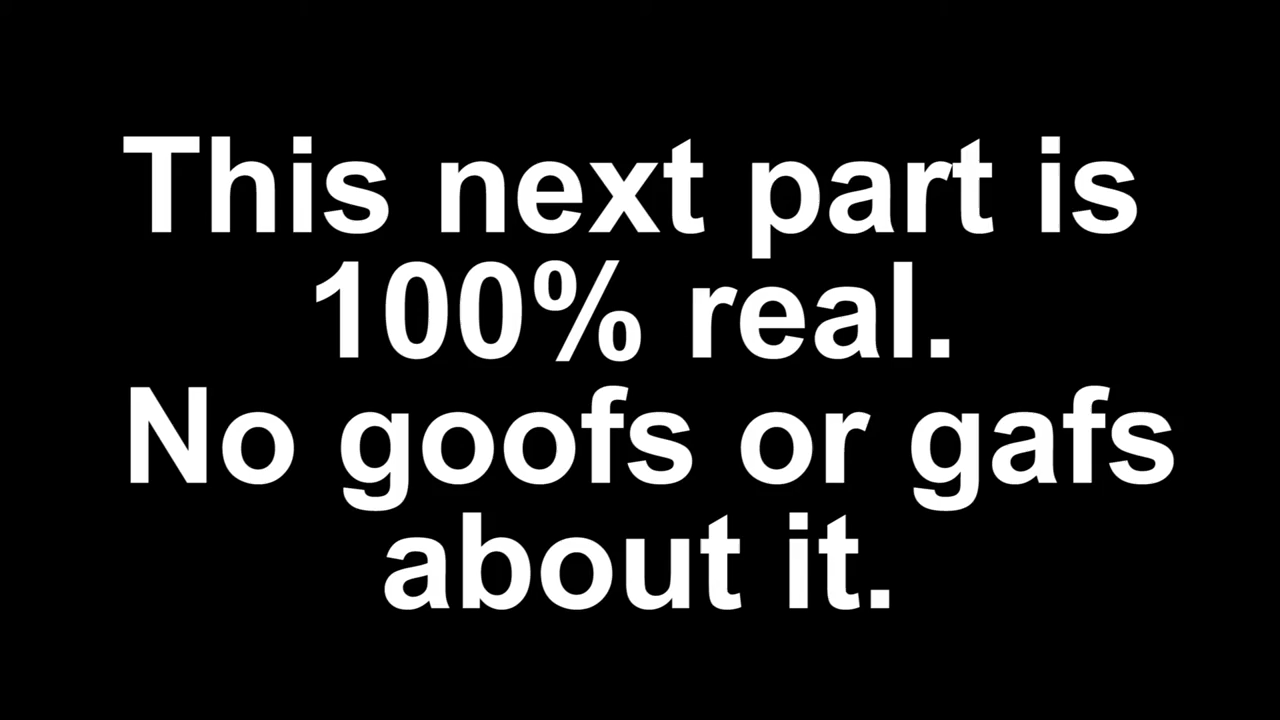 This next part is
100% real.
No goofs or gafs
about it.